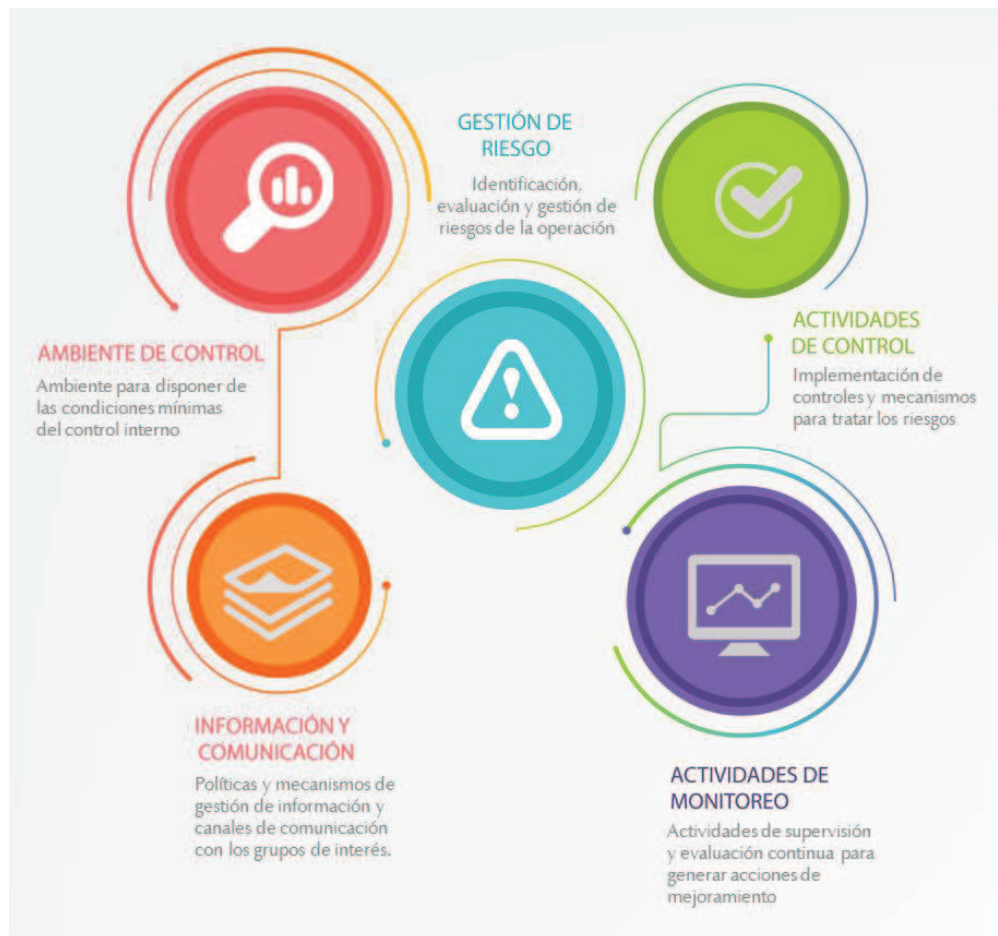 GESTIÓN DE
RIESGO
Identificación,
evaluación y gestión de
riesgos de la operación
AMBIENTE DE CONTROL
Ambiente para disponer de
las condiciones mínimas
del control interno
ACTIVIDADES
DE CONTROL
Implementación de
controles y mecanismos
para tratar los riesgos
INFORMACIÓN Y
COMUNICACIÓN
Políticas y mecanismos de
gestión de información y
canales de comunicación
con los grupos de interés.
ACTIVIDADES DE
MONITOREO
Actividades de supervisión
y evaluación continua para
generar acciones de
mejoramiento